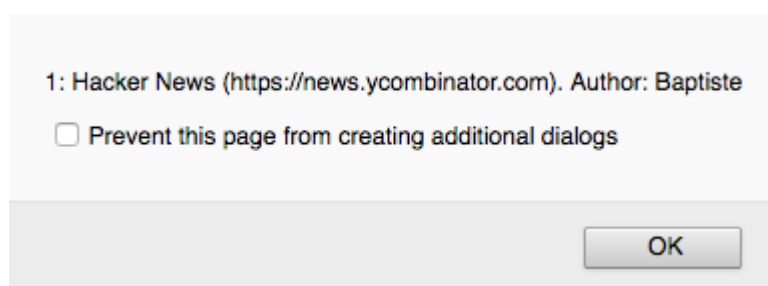 1: Hacker News (https://news.ycombinator.com). Author: Baptiste
Prevent this page from creating additional dialogs
OK